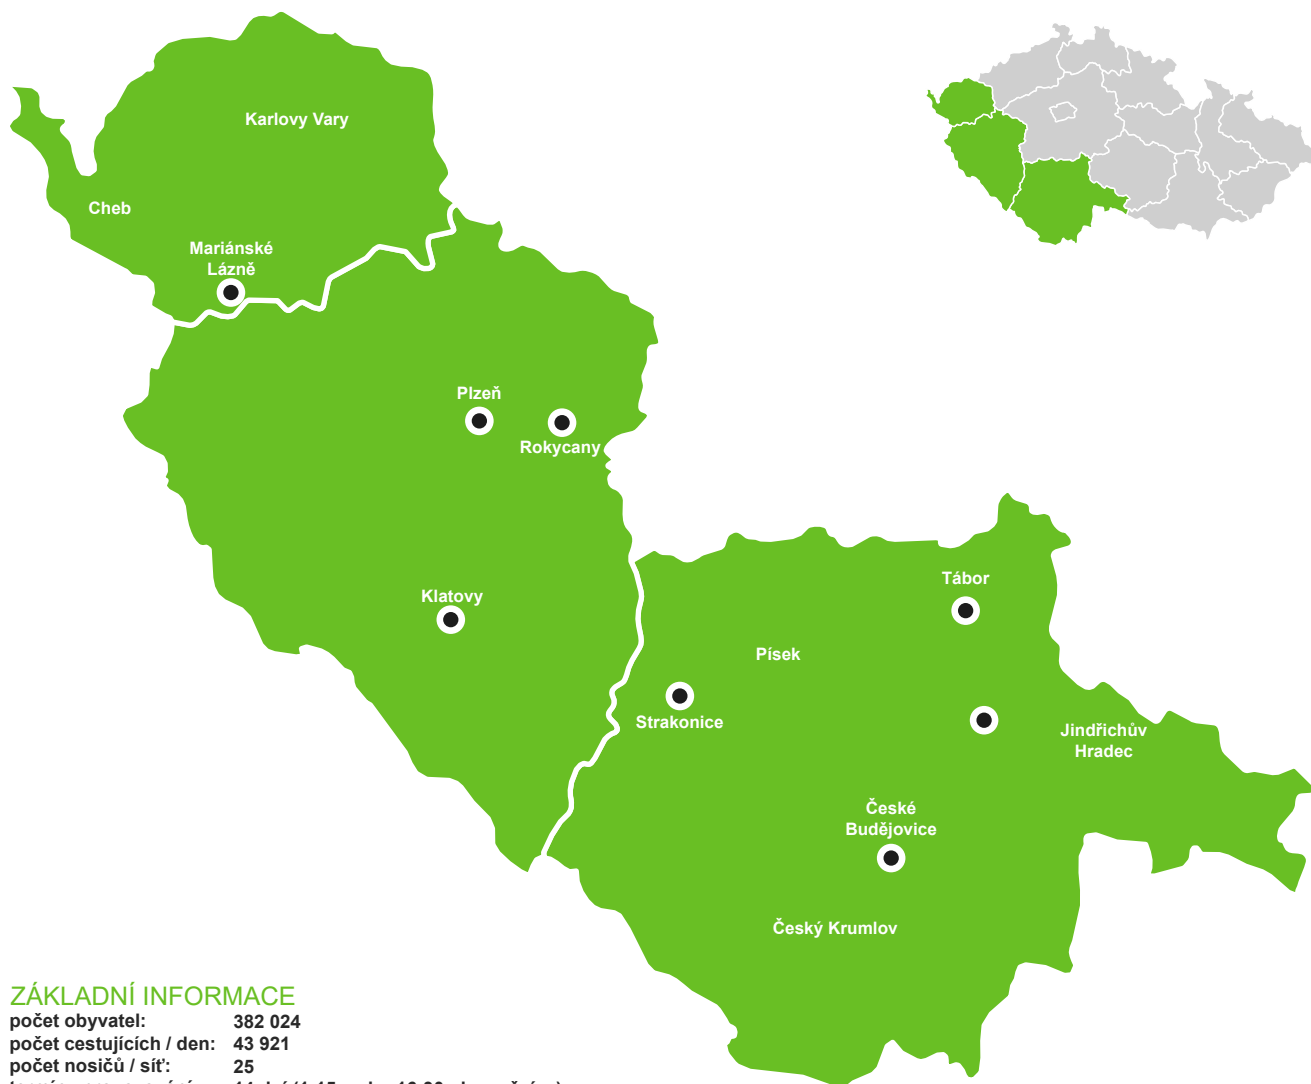 Karlovy Vary
Cheb
Mariánské
Lázně
Plzeň
Rokycany
Klatovy
Tábor
Písek
Strakonice
Jindřichův
Hradec
České
Budějovice
Český Krumlov
ZÁKLADNÍ INFORMACE
počet obyvatel: 382 024
počet cestujících / den: 43 921
počet nosičů / síť: 25